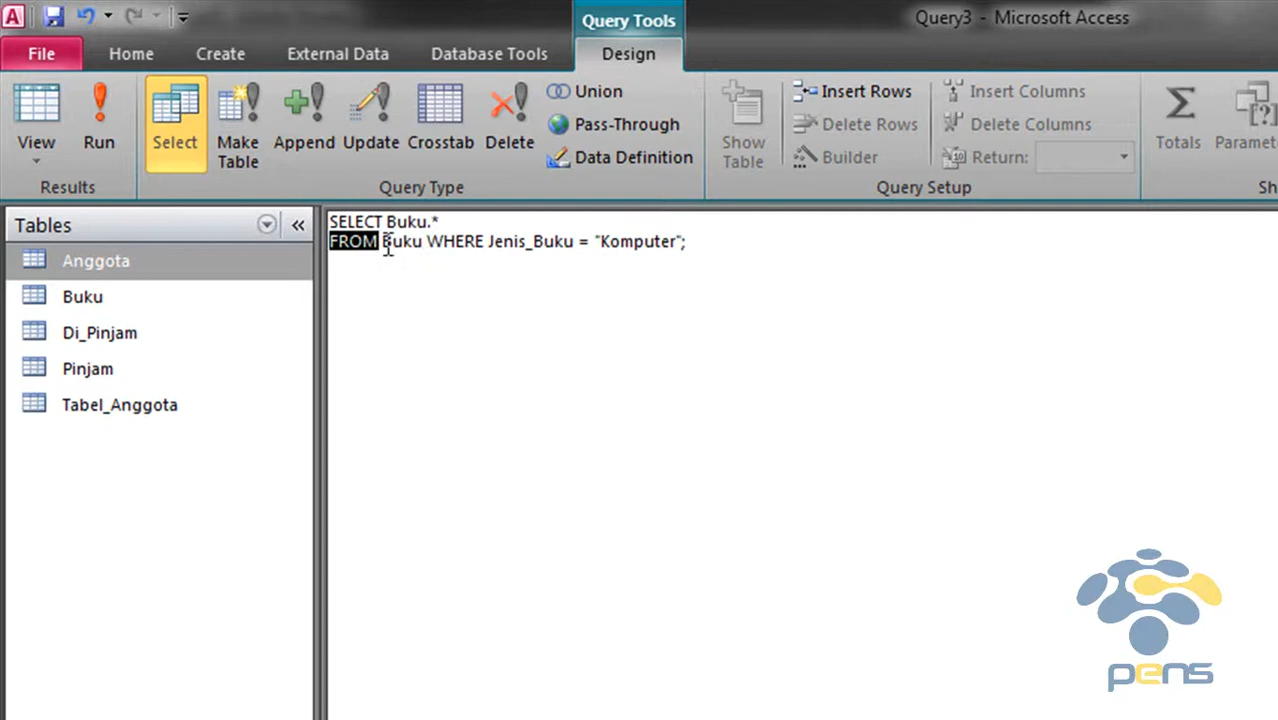 A
Query Tools
Query3 - Microsoft Access
File
Home
Create
External Data
Database Tools
Design
View
Run
Select
Make Table
Append
Update
Crosstab
Delete
Union
Pass-Through
Data Definition
Show Table
Insert Rows
Delete Rows
Builder
Insert Columns
Delete Columns
Return:
Totals
Paramet
Results
Query Type
Query Setup
Sh
Tables
«
Anggota
Buku
Di_Pinjam
Pinjam
Tabel_Anggota
SELECT Buku.*
FROM Buku WHERE Jenis_Buku = "Komputer";
pens